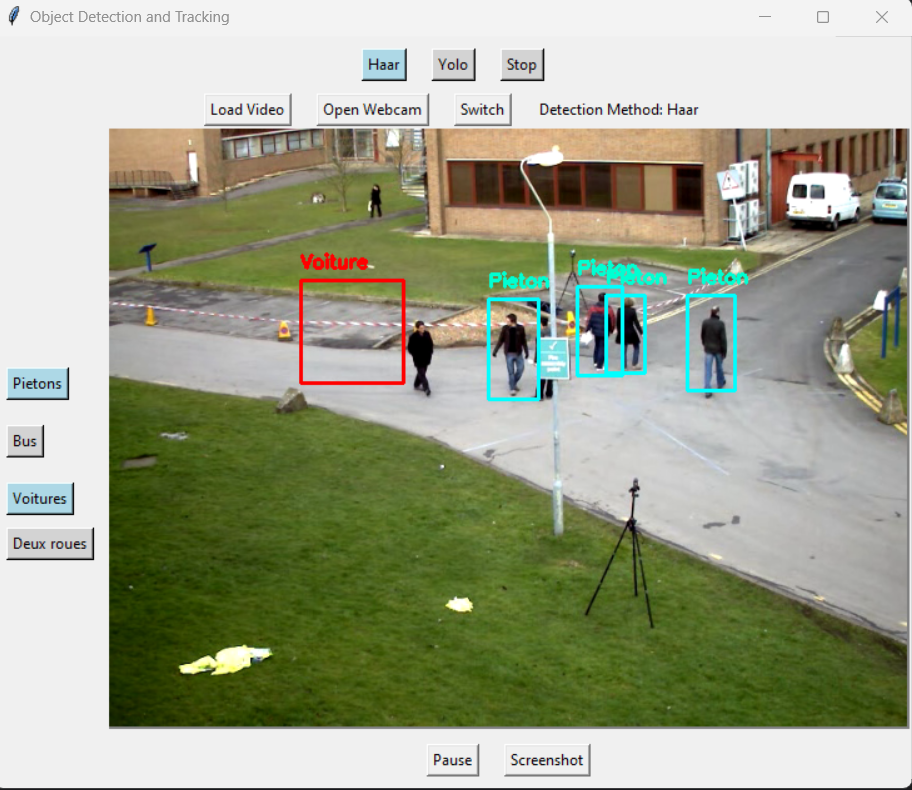 Object Detection and Tracking
Haar Yolo Stop
Load Video Open Webcam Switch Detection Method: Haar
Voiture
Pieton
Pieton
Pieton
Pieton
Pietons
Bus
Voitures
Deux roues
Pause Screenshot